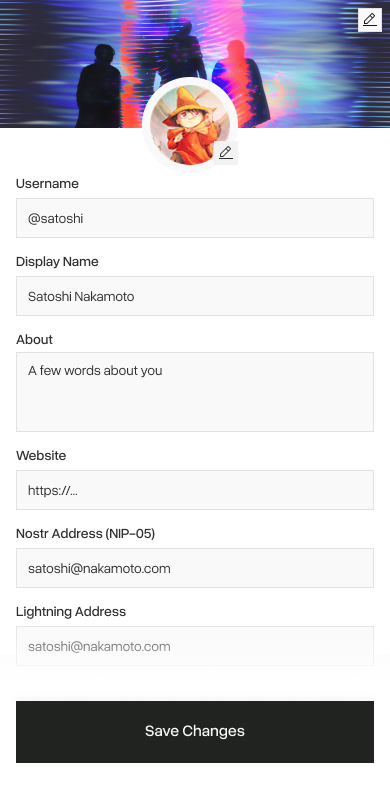 Username
@satoshi
Display Name
Satoshi Nakamoto
About
A few words about you
Website
https://...
Nostr Address (NIP-05)
satoshi@nakamoto.com
Lightning Address
satoshi@nakamoto.com
Save Changes